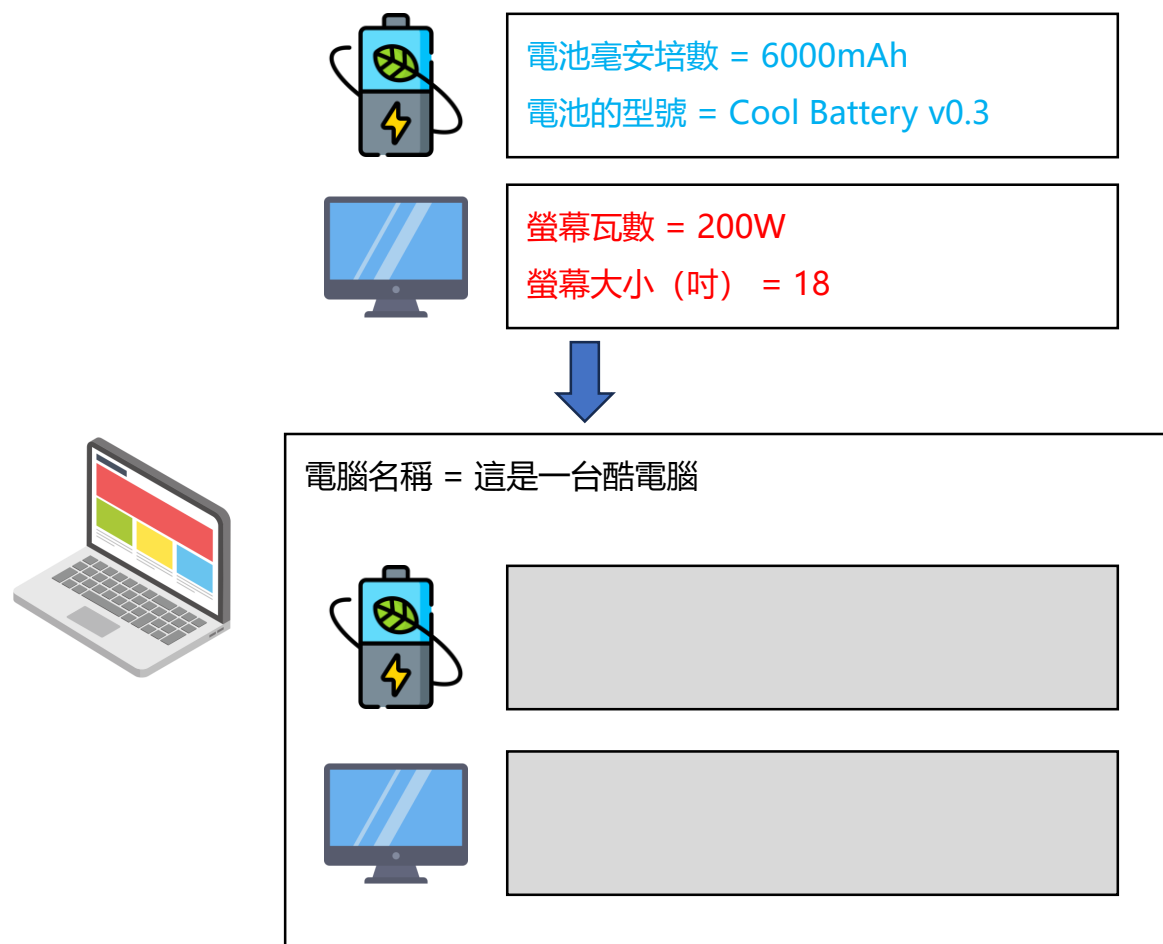 電池毫安培數 = 6000mAh
電池的型號 = Cool Battery v0.3
螢幕瓦數 = 200W
螢幕大小（吋） = 18
電腦名稱 = 這是一台酷電腦